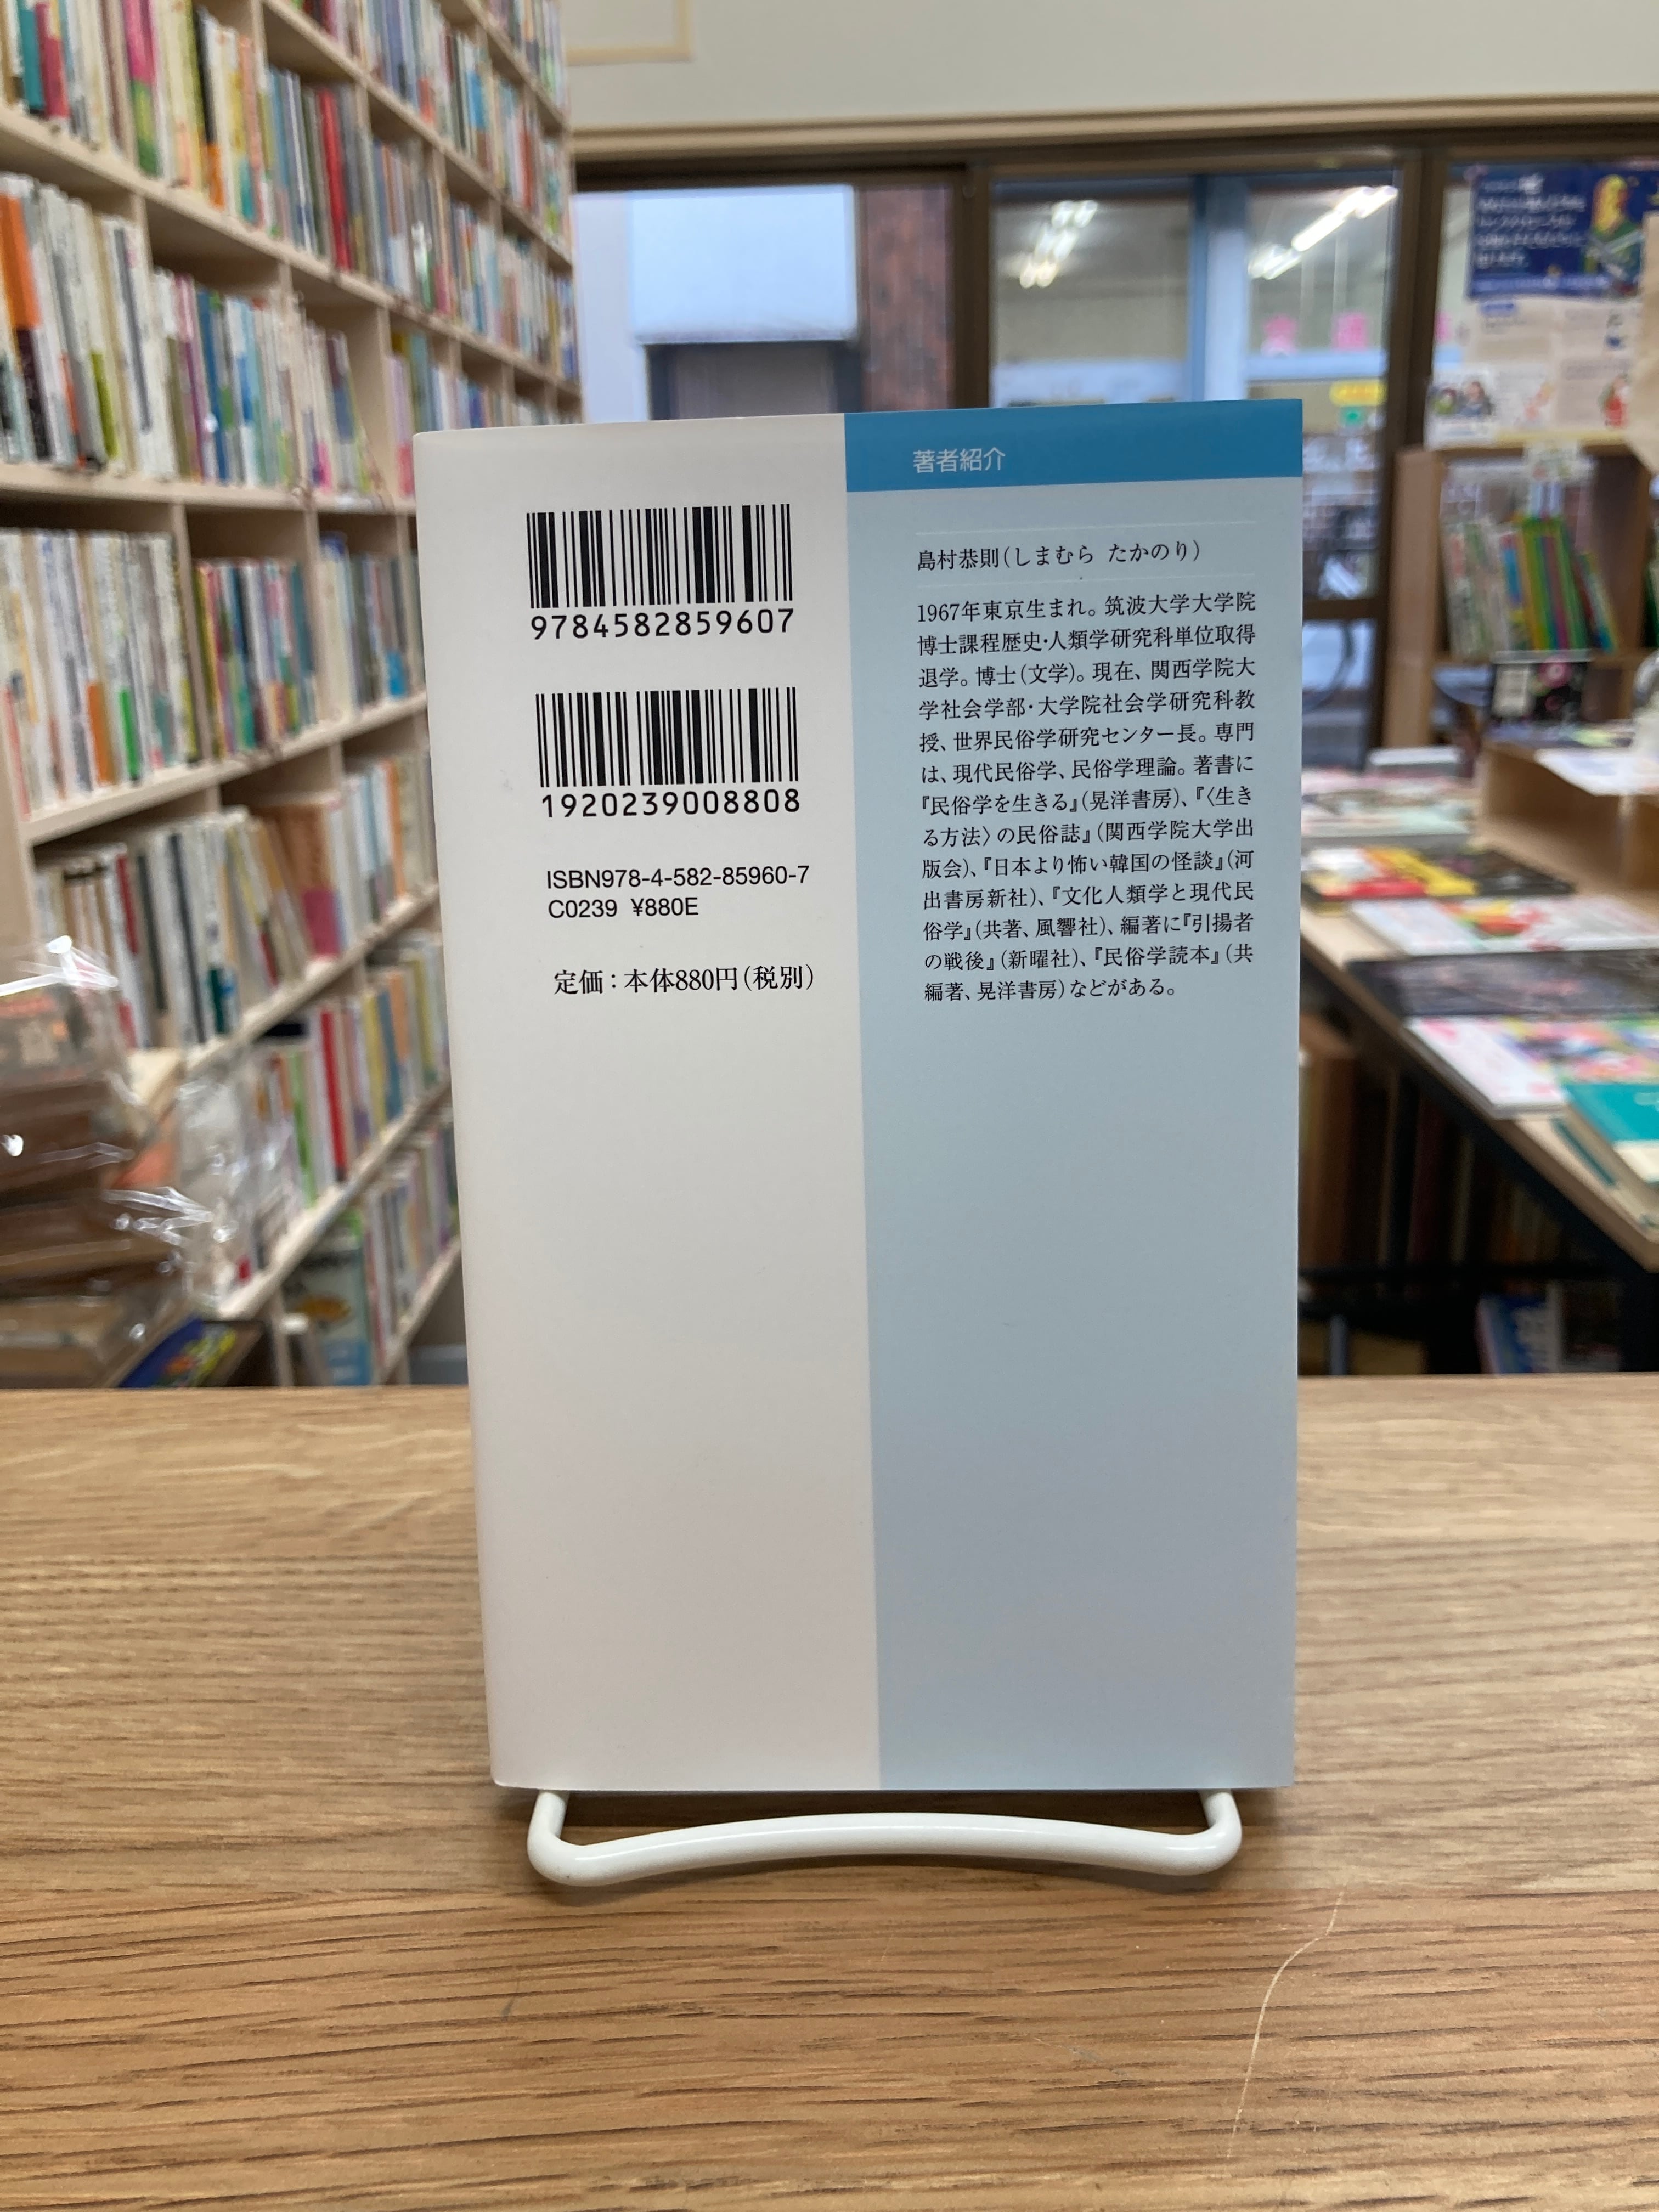 9784582859607
1920239008808
ISBN978-4-582-85960-7
C0239 ¥880E
定価：本体880円（税別）
著者紹介
島村恭則（しまむら たかのり）
1967年東京生まれ。筑波大学大学院
博士課程歴史・人類学研究科単位取得
退学。博士（文学）。現在、関西学院大
学社会学部・大学院社会学研究科教
授、世界民俗学研究センター長。専門
は、現代民俗学、民俗学理論。著書に
『民俗学を生きる』（晃洋書房）、『〈生き
る方法〉の民俗誌』（関西学院大学出
版会）、『日本より怖い韓国の怪談』（河
出書房新社）、『文化人類学と現代民
俗学』（共著、風響社）、編著に『引揚者
の戦後』（新曜社）、『民俗学読本』（共
編著、晃洋書房）などがある。